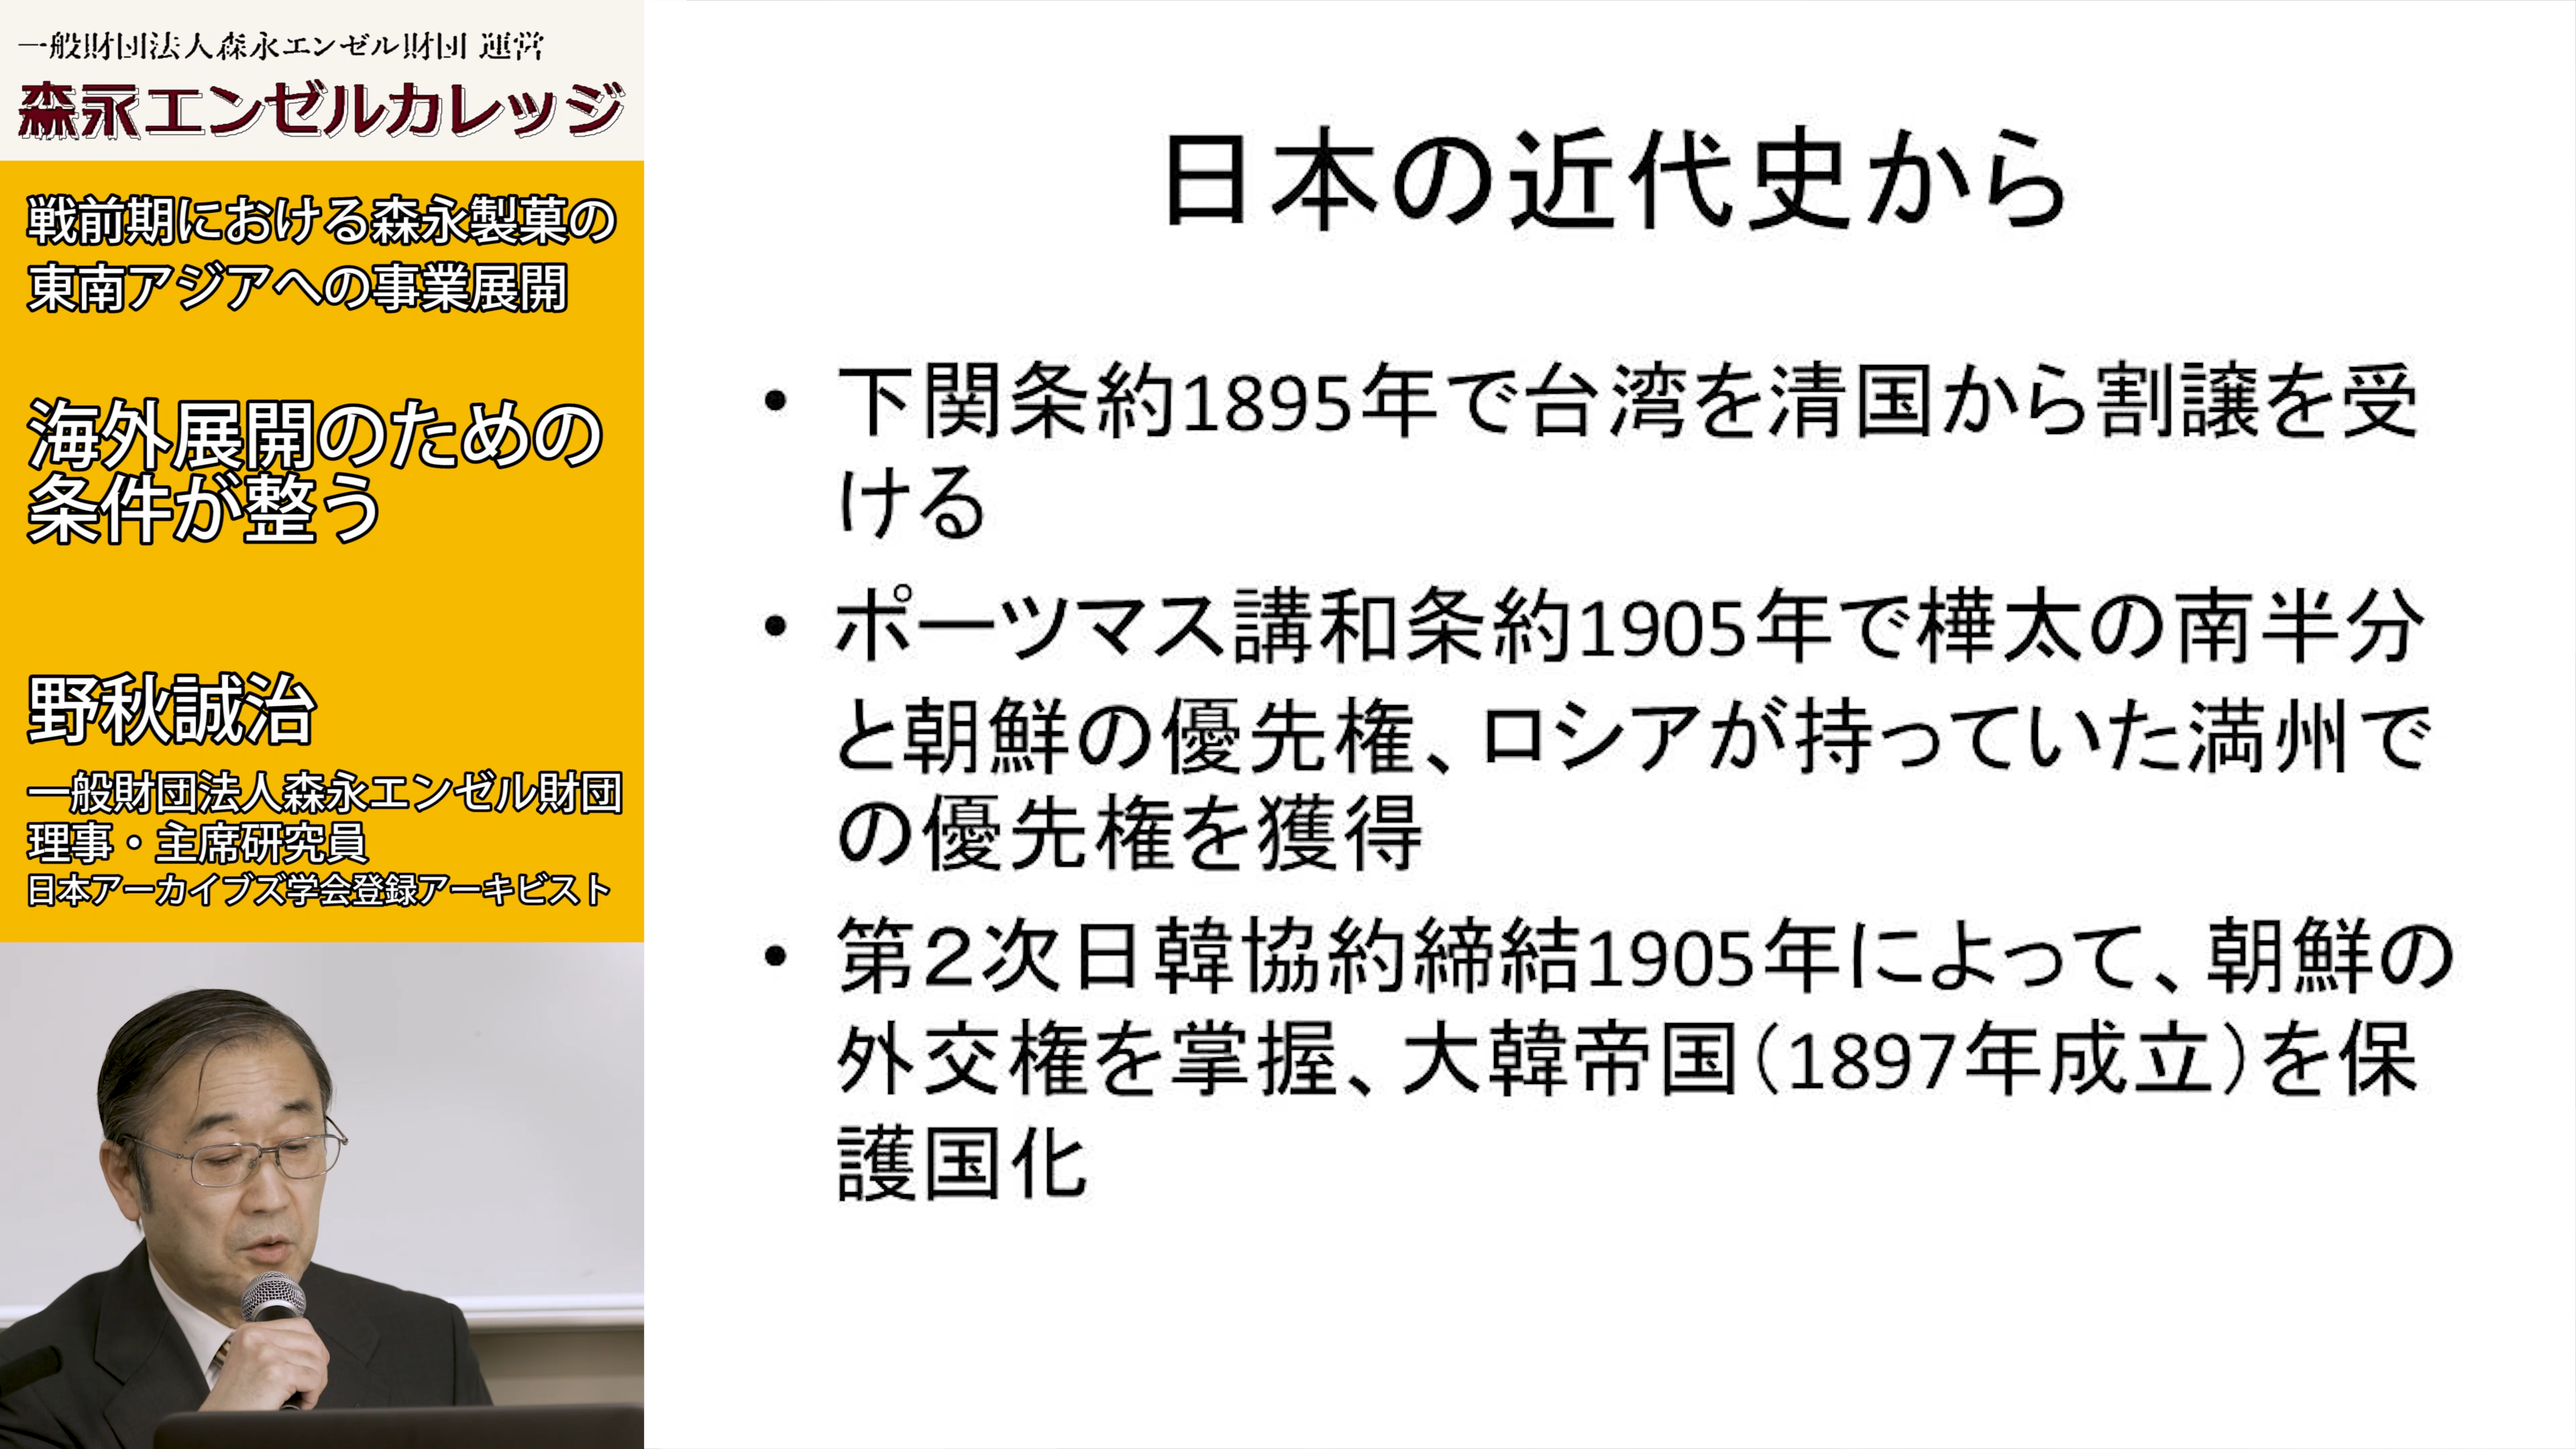 一般財団法人森永エンゼル財団 運営
森永エンゼルカレッジ
戦前期における森永製菓の
東南アジアへの事業展開
海外展開のための
条件が整う
野秋誠治
一般財団法人森永エンゼル財団
理事・主席研究員
日本アーカイブズ学会登録アーキビスト
日本の近代史から
• 下関条約1895年で台湾を清国から割譲を受
ける
• ポーツマス講和条約1905年で樺太の南半分
と朝鮮の優先権、ロシアが持っていた満州で
の優先権を獲得
• 第２次日韓協約締結1905年によって、朝鮮の
外交権を掌握、大韓帝国（1897年成立）を保
護国化